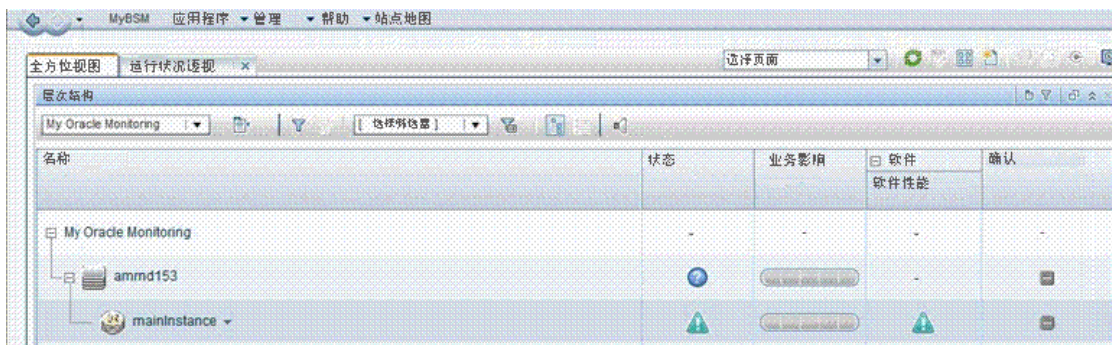 MyBSM 应用程序 管理 帮助 站点地图
全方位视图 运行状况透视 × 选择页面
层次结构
My Oracle Monitoring
名称 状态 业务影响 软件 确认
软件性能
My Oracle Monitoring - - - -
ammd153 -
mainInstance